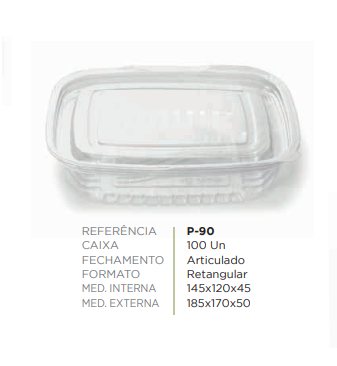 REFERÊNCIA P-90
CAIXA 100 Un
FECHAMENTO Articulado
FORMATO Retangular
MED. INTERNA 145x120x45
MED. EXTERNA 185x170x50